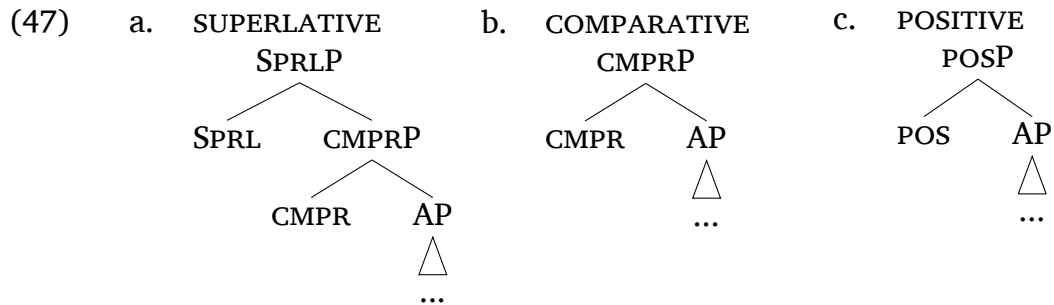 (47) a. SUPERLATIVE b. COMPARATIVE c. POSITIVE
SPRLP CMPRP POSP
SPRL CMPRP CMPR AP POS AP
CMPR AP ... ...
...